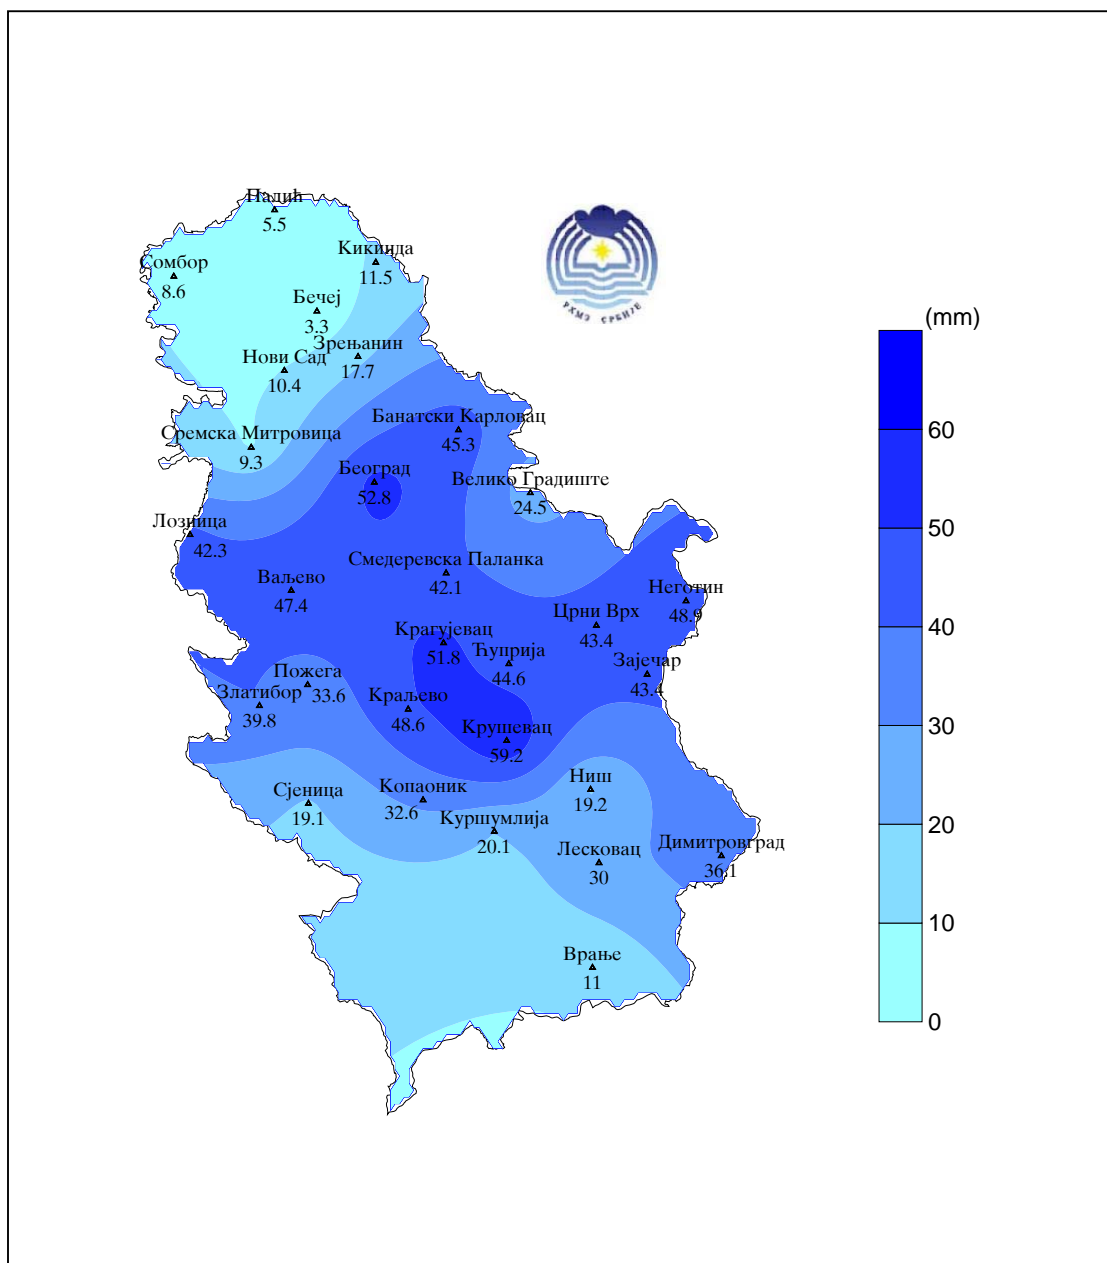 Палић
5.5
Кикинда
11.5
Сомбор
8.6
Бечеј
3.3
РХМЗ СРБИЈЕ
(mm)
Зрењанин
17.7
Нови Сад
10.4
Банатски Карловац
45.3
60
Сремска Митровица
9.3
Београд
52.8
Велико Градиште
24.5
50
Лозница
42.3
Смедеревска Паланка
42.1
Ваљево
47.4
Неготин
48.9
Црни Врх
43.4
40
Крагујевац
51.8
Ћуприја
44.6
Зајечар
43.4
Пожега
33.6
Златибор
39.8
Краљево
48.6
30
Крушевац
59.2
Ниш
19.2
Сјеница
19.1
Копаоник
32.6
Куршумлија
20.1
20
Лесковац
30
Димитровград
36.1
10
Врање
11
0